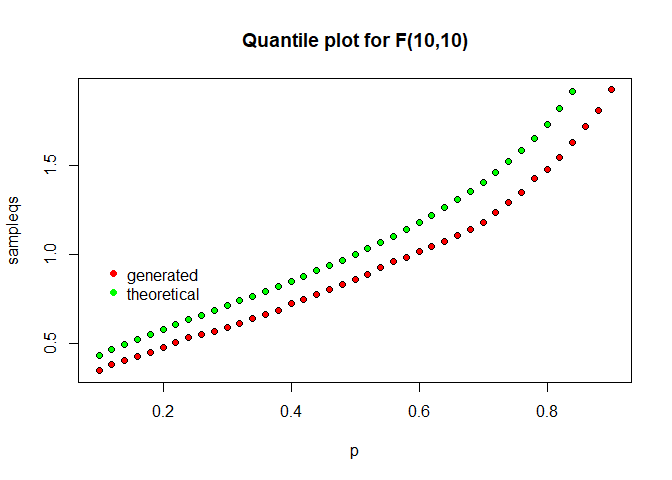 Quantile plot for F(10,10)
sampleqs
1.5
1.0
0.5
generated
theoretical
0.2
0.4
0.6
0.8
p